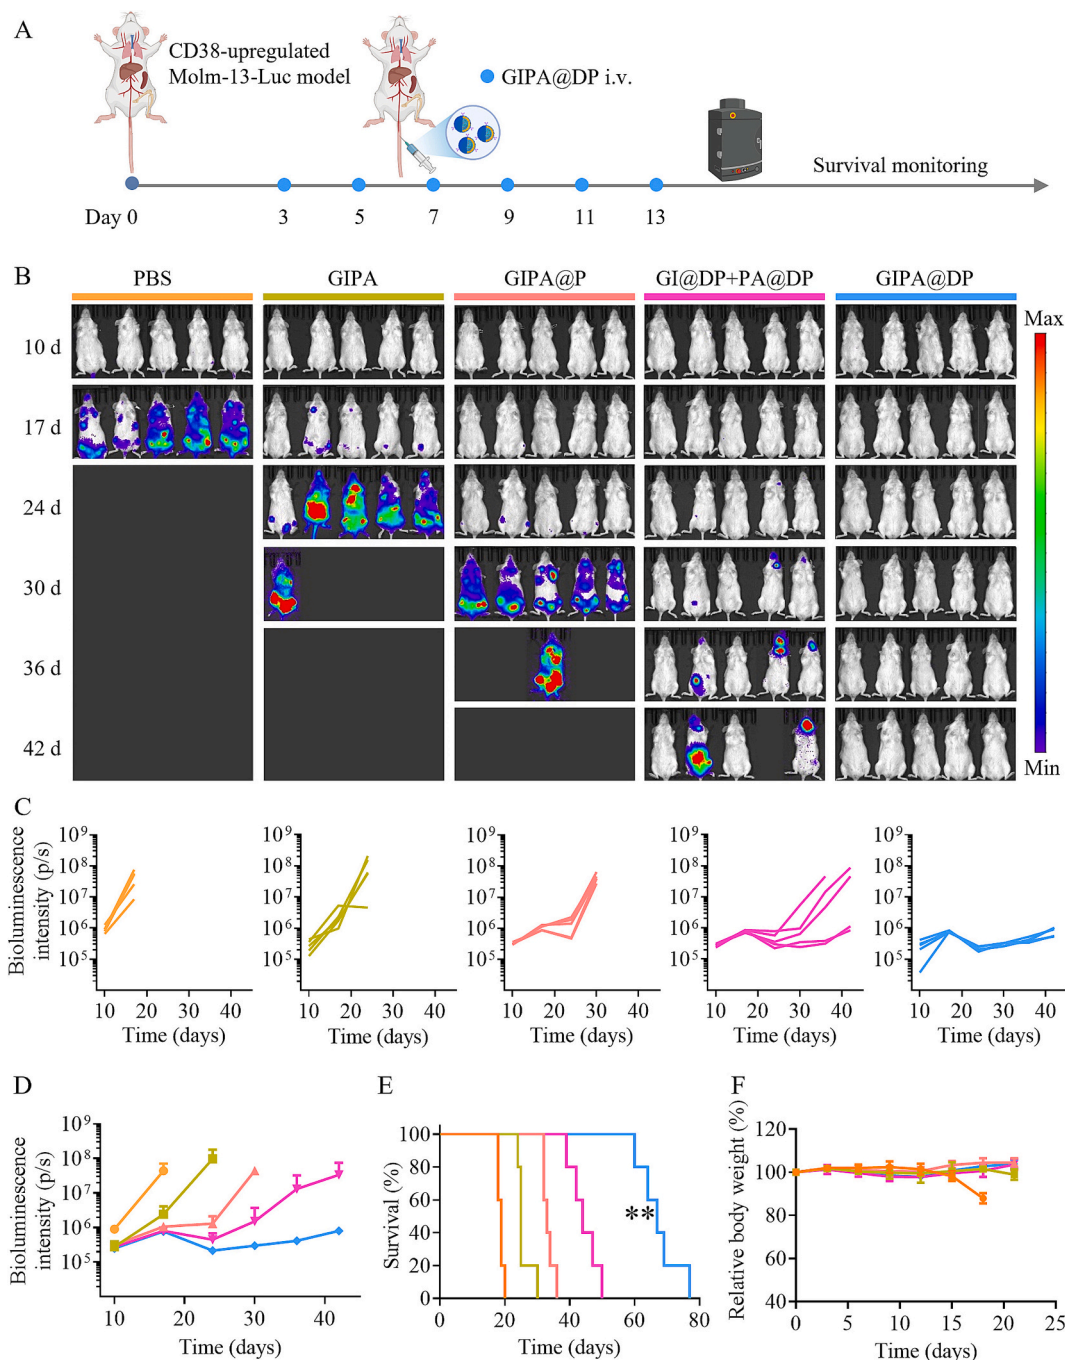 A
CD38-upregulated
Molm-13-Luc model
GIPA@DP i.v.
Survival monitoring
Day 0 3 5 7 9 11 13
B
PBS GIPA GIPA@P GI@DP+PA@DP GIPA@DP
10 d
17 d
24 d
30 d
36 d
42 d
Max
Min
C
Bioluminescence
intensity (p/s)
10⁹
10⁸
10⁷
10⁶
10⁵
10 20 30 40
Time (days)
10⁹
10⁸
10⁷
10⁶
10⁵
10 20 30 40
Time (days)
10⁹
10⁸
10⁷
10⁶
10⁵
10 20 30 40
Time (days)
10⁹
10⁸
10⁷
10⁶
10⁵
10 20 30 40
Time (days)
10⁹
10⁸
10⁷
10⁶
10⁵
10 20 30 40
Time (days)
D
Bioluminescence
intensity (p/s)
10⁹
10⁸
10⁷
10⁶
10⁵
10 20 30 40
Time (days)
E
Survival (%)
100
80
60
40
20
0
**
0 20 40 60 80
Time (days)
F
Relative body weight (%)
120
100
80
60
40
0 5 10 15 20 25
Time (days)